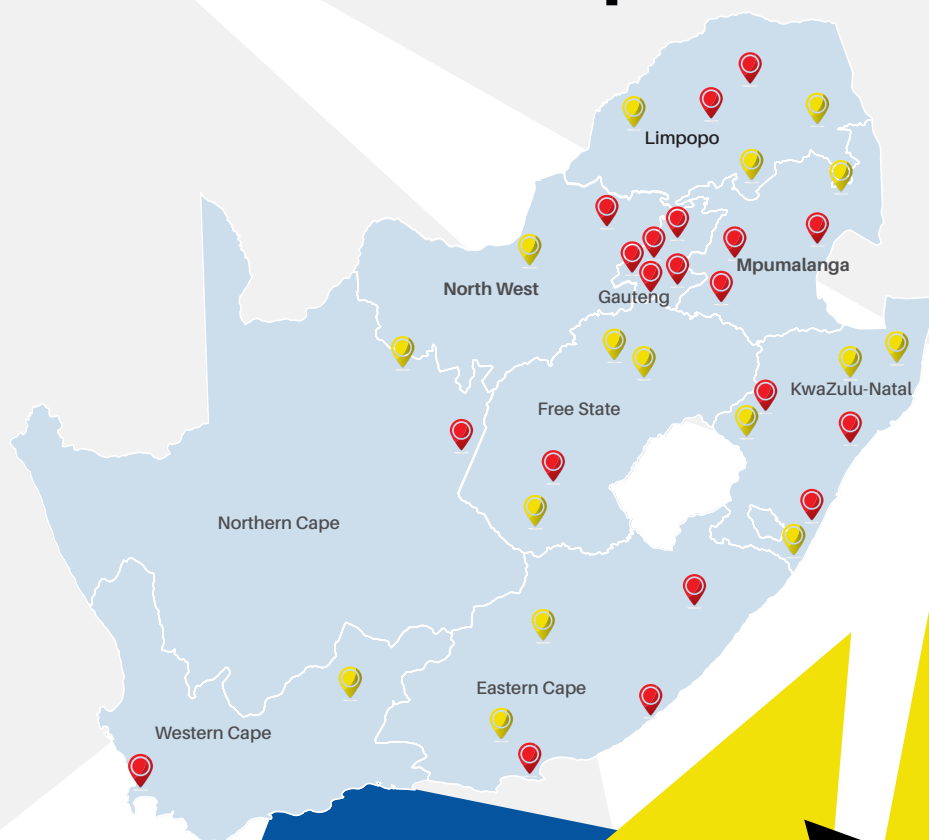 Limpopo
Mpumalanga
North West
Gauteng
KwaZulu-Natal
Free State
Northern Cape
Eastern Cape
Western Cape